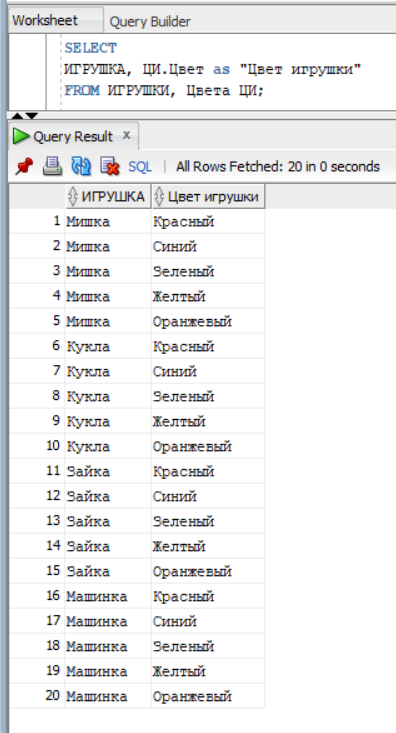 Worksheet Query Builder
SELECT
ИГРУШКА, ЦИ.Цвет as "Цвет игрушки"
FROM ИГРУШКИ, Цвета ЦИ;
Query Result x
SQL | All Rows Fetched: 20 in 0 seconds
ИГРУШКА Цвет игрушки
1 Мишка Красный
2 Мишка Синий
3 Мишка Зеленый
4 Мишка Желтый
5 Мишка Оранжевый
6 Кукла Красный
7 Кукла Синий
8 Кукла Зеленый
9 Кукла Желтый
10 Кукла Оранжевый
11 Зайка Красный
12 Зайка Синий
13 Зайка Зеленый
14 Зайка Желтый
15 Зайка Оранжевый
16 Машинка Красный
17 Машинка Синий
18 Машинка Зеленый
19 Машинка Желтый
20 Машинка Оранжевый